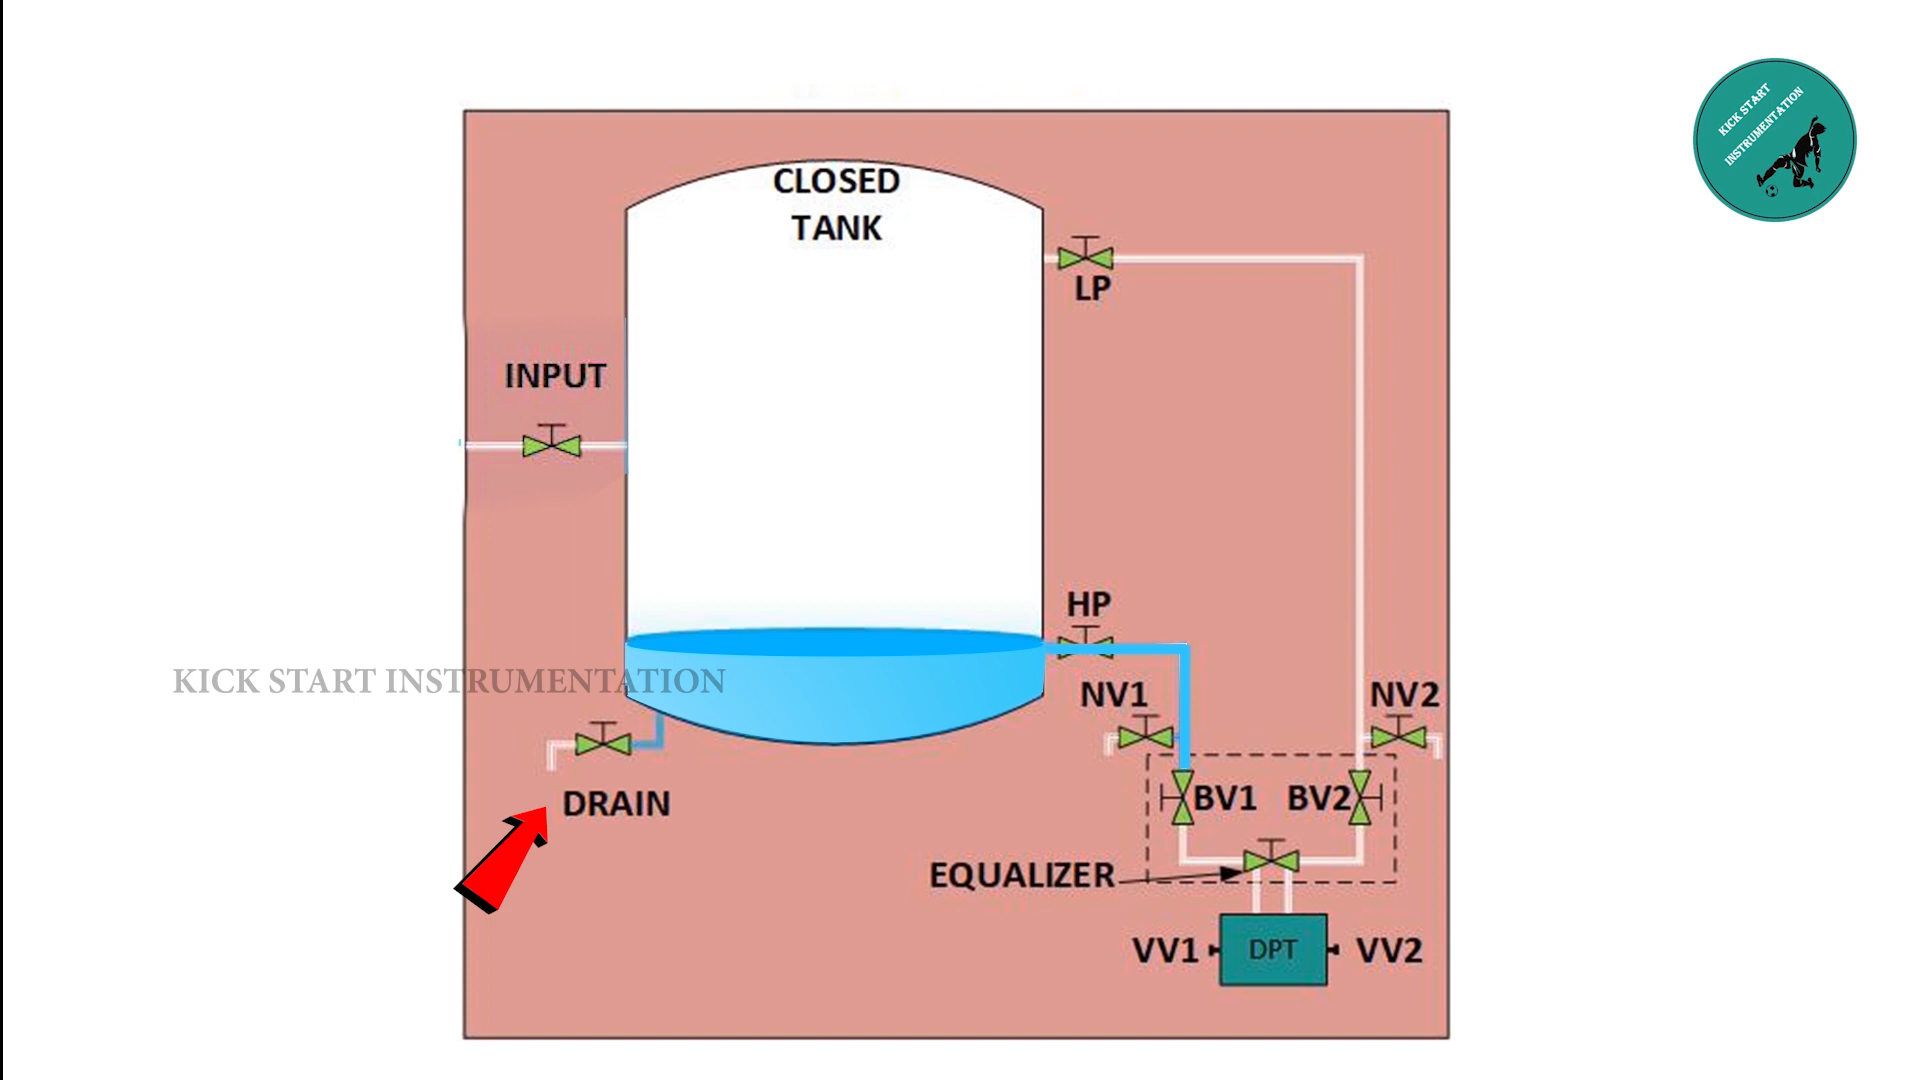 KICK START
INSTRUMENTATION
CLOSED
TANK
LP
INPUT
HP
KICK START INSTRUMENTATION
NV1
NV2
DRAIN
BV1
BV2
EQUALIZER
VV1
DPT
VV2